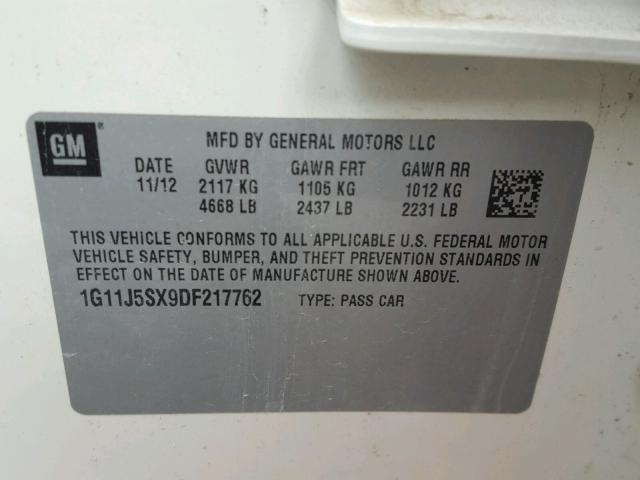 GM®
MFD BY GENERAL MOTORS LLC
DATE GVWR GAWR FRT GAWR RR
11/12 2117 KG 1105 KG 1012 KG
4668 LB 2437 LB 2231 LB
THIS VEHICLE CONFORMS TO ALL APPLICABLE U.S. FEDERAL MOTOR
VEHICLE SAFETY, BUMPER, AND THEFT PREVENTION STANDARDS IN
EFFECT ON THE DATE OF MANUFACTURE SHOWN ABOVE.
1G11J5SX9DF217762 TYPE: PASS CAR